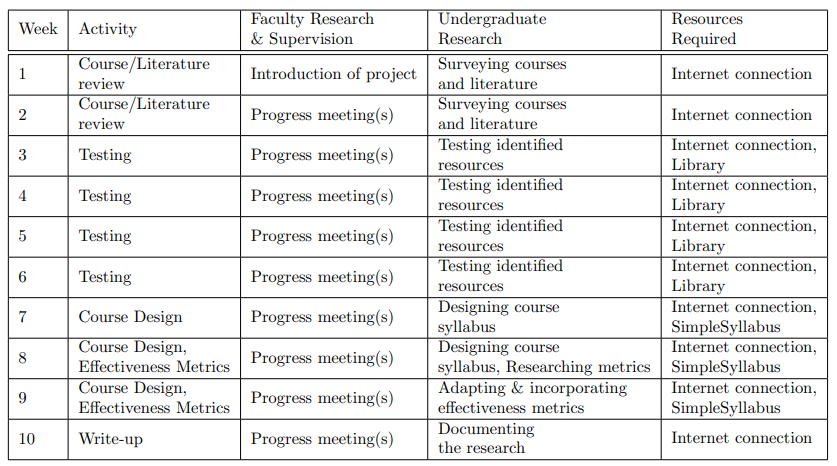 Week Activity Faculty Research & Supervision Undergraduate Research Resources Required
1 Course/Literature review Introduction of project Surveying courses and literature Internet connection
2 Course/Literature review Progress meeting(s) Surveying courses and literature Internet connection
3 Testing Progress meeting(s) Testing identified resources Internet connection, Library
4 Testing Progress meeting(s) Testing identified resources Internet connection, Library
5 Testing Progress meeting(s) Testing identified resources Internet connection, Library
6 Testing Progress meeting(s) Testing identified resources Internet connection, Library
7 Course Design Progress meeting(s) Designing course syllabus Internet connection, SimpleSyllabus
8 Course Design, Effectiveness Metrics Progress meeting(s) Designing course syllabus, Researching metrics Internet connection, SimpleSyllabus
9 Course Design, Effectiveness Metrics Progress meeting(s) Adapting & incorporating effectiveness metrics Internet connection, SimpleSyllabus
10 Write-up Progress meeting(s) Documenting the research Internet connection